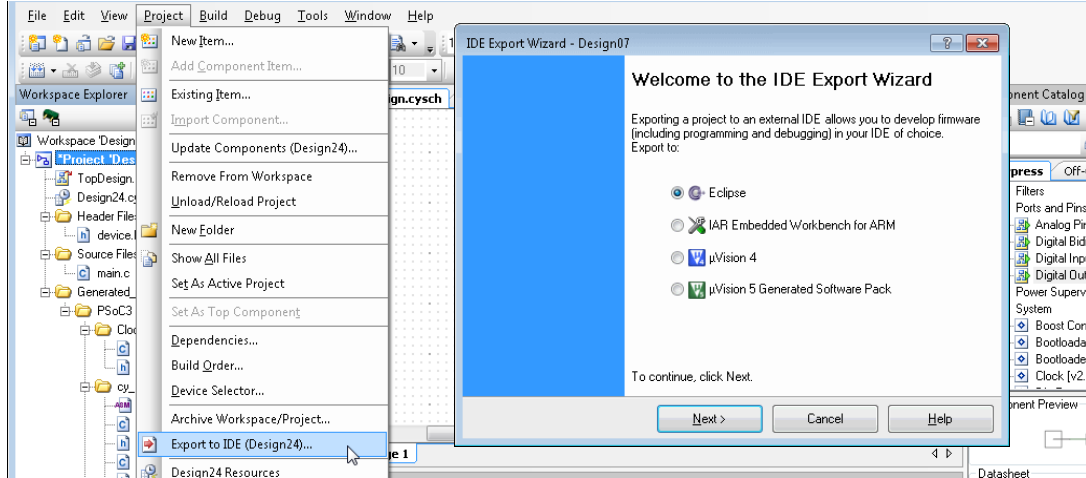 File Edit View Project Build Debug Tools Window Help
New Item...
Add Component Item...
Existing Item...
Import Component...
Update Components (Design24)...
Remove From Workspace
Unload/Reload Project
New Folder
Show All Files
Set As Active Project
Set As Top Component
Dependencies...
Build Order...
Device Selector...
Archive Workspace/Project...
Export to IDE (Design24)...
Design24 Resources
10
Workspace Explorer
Workspace 'Design
*Project 'Des
TopDesign.
Design24.cy
Header File
device.
Source Files
main.c
Generated_
PSoC3
Cloc
cy_
ign.cysch
ge 1
IDE Export Wizard - Design07
Welcome to the IDE Export Wizard
Exporting a project to an external IDE allows you to develop firmware
(including programming and debugging) in your IDE of choice.
Export to:
Eclipse
IAR Embedded Workbench for ARM
µVision 4
µVision 5 Generated Software Pack
To continue, click Next.
Next > Cancel Help
onent Catalog
press Off-
Filters
Ports and Pins
Analog Pin
Digital Bid
Digital Inpu
Digital Out
Power Superv
System
Boost Con
Bootloada
Bootloade
Clock [v2.
onent Preview
Datasheet